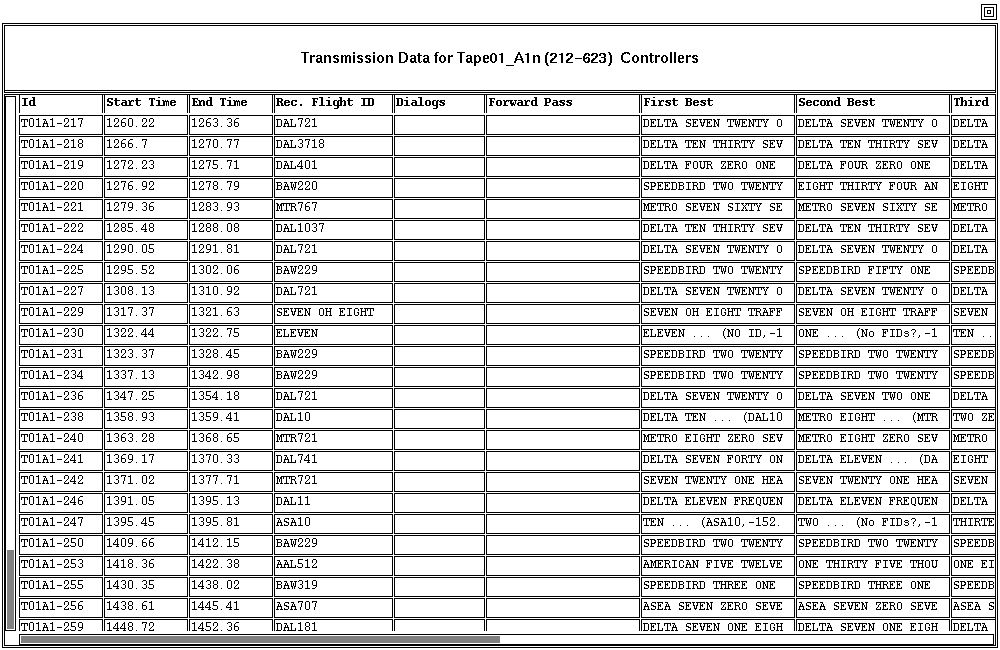 Transmission Data for Tape01_A1n (212-623) Controllers
Id Start Time End Time Rec. Flight ID Dialogs Forward Pass First Best Second Best Third
T01A1-217 1260.22 1263.36 DAL721 DELTA SEVEN TWENTY O DELTA SEVEN TWENTY O DELTA
T01A1-218 1266.7 1270.77 DAL3718 DELTA TEN THIRTY SEV DELTA TEN THIRTY SEV DELTA
T01A1-219 1272.23 1275.71 DAL401 DELTA FOUR ZERO ONE DELTA FOUR ZERO ONE DELTA
T01A1-220 1276.92 1278.79 BAW220 SPEEDBIRD TWO TWENTY EIGHT THIRTY FOUR AN EIGHT
T01A1-221 1279.36 1283.93 MTR767 METRO SEVEN SIXTY SE METRO SEVEN SIXTY SE METRO
T01A1-222 1285.48 1288.08 DAL1037 DELTA TEN THIRTY SEV DELTA TEN THIRTY SEV DELTA
T01A1-224 1290.05 1291.81 DAL721 DELTA SEVEN TWENTY O DELTA SEVEN TWENTY O DELTA
T01A1-225 1295.52 1302.06 BAW229 SPEEDBIRD TWO TWENTY SPEEDBIRD FIFTY ONE SPEEDB
T01A1-227 1308.13 1310.92 DAL721 DELTA SEVEN TWENTY O DELTA SEVEN TWENTY O DELTA
T01A1-229 1317.37 1321.63 SEVEN OH EIGHT SEVEN OH EIGHT TRAFF SEVEN OH EIGHT TRAFF SEVEN
T01A1-230 1322.44 1322.75 ELEVEN ELEVEN ... (NO ID,-1 ONE ... (No FIDs?,-1 TEN ..
T01A1-231 1323.37 1328.45 BAW229 SPEEDBIRD TWO TWENTY SPEEDBIRD TWO TWENTY SPEEDB
T01A1-234 1337.13 1342.98 BAW229 SPEEDBIRD TWO TWENTY SPEEDBIRD TWO TWENTY SPEEDB
T01A1-236 1347.25 1354.18 DAL721 DELTA SEVEN TWENTY O DELTA SEVEN TWO ONE DELTA
T01A1-238 1358.93 1359.41 DAL10 DELTA TEN ... (DAL10 METRO EIGHT ... (MTR TWO ZE
T01A1-240 1363.28 1368.65 MTR721 METRO EIGHT ZERO SEV METRO EIGHT ZERO SEV METRO
T01A1-241 1369.17 1370.33 DAL741 DELTA SEVEN FORTY ON DELTA ELEVEN ... (DA EIGHT
T01A1-242 1371.02 1377.71 MTR721 SEVEN TWENTY ONE HEA SEVEN TWENTY ONE HEA SEVEN
T01A1-246 1391.05 1395.13 DAL11 DELTA ELEVEN FREQUEN DELTA ELEVEN FREQUEN DELTA
T01A1-247 1395.45 1395.81 ASA10 TEN ... (ASA10,-152. TWO ... (No FIDs?,-1 THIRTE
T01A1-250 1409.66 1412.15 BAW229 SPEEDBIRD TWO TWENTY SPEEDBIRD TWO TWENTY SPEEDB
T01A1-253 1418.36 1422.38 AAL512 AMERICAN FIVE TWELVE ONE THIRTY FIVE THOU ONE EI
T01A1-255 1430.35 1438.02 BAW319 SPEEDBIRD THREE ONE SPEEDBIRD THREE ONE SPEEDB
T01A1-256 1438.61 1445.41 ASA707 ASEA SEVEN ZERO SEVE ASEA SEVEN ZERO SEVE ASEA S
T01A1-259 1448.72 1452.36 DAL181 DELTA SEVEN ONE EIGH DELTA SEVEN ONE EIGH DELTA